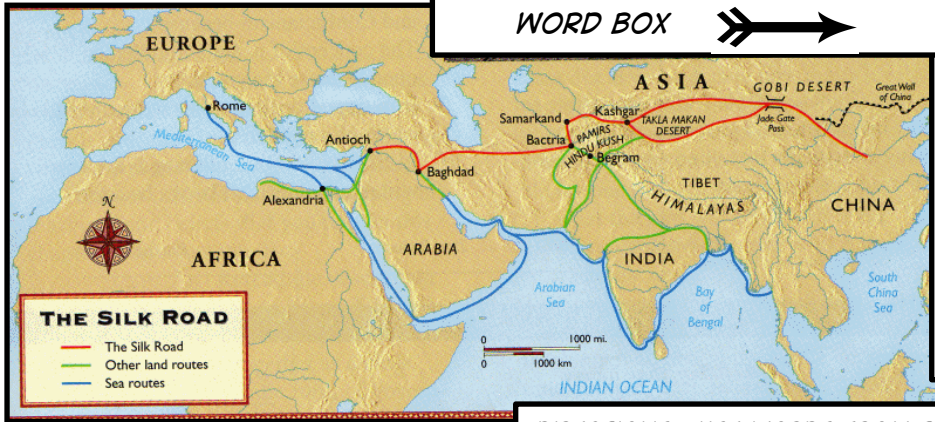 WORD BOX
EUROPE
ASIA
GOBI DESERT
Great Wall
of China
Rome
Samarkand
Kashgar
TAKLA MAKAN
DESERT
Jade Gate
Pass
Mediterranean Sea
Antioch
Bactria
PAMIRS
HINDU KUSH
Begram
Baghdad
TIBET
HIMALAYAS
Alexandria
CHINA
N
ARABIA
AFRICA
INDIA
Arabian
Sea
Bay
of
Bengal
South
China
Sea
THE SILK ROAD
The Silk Road
Other land routes
Sea routes
0 1000 mi.
0 1000 km
INDIAN OCEAN